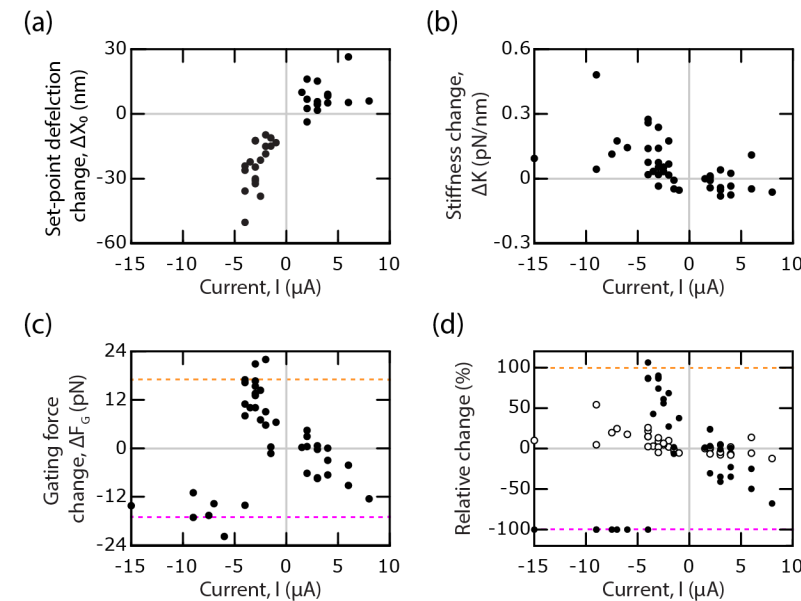 (a)
Set-point defelction
change, ΔX₀ (nm)
30
0
-30
-60
-15 -10 -5 0 5 10
Current, I (μA)
(b)
Stiffness change,
ΔK (pN/nm)
0.6
0.3
0
-0.3
-15 -10 -5 0 5 10
Current, I (μA)
(c)
Gating force
change, ΔF_G (pN)
24
12
0
-12
-24
-15 -10 -5 0 5 10
Current, I (μA)
(d)
Relative change (%)
100
50
0
-50
-100
-15 -10 -5 0 5 10
Current, I (μA)